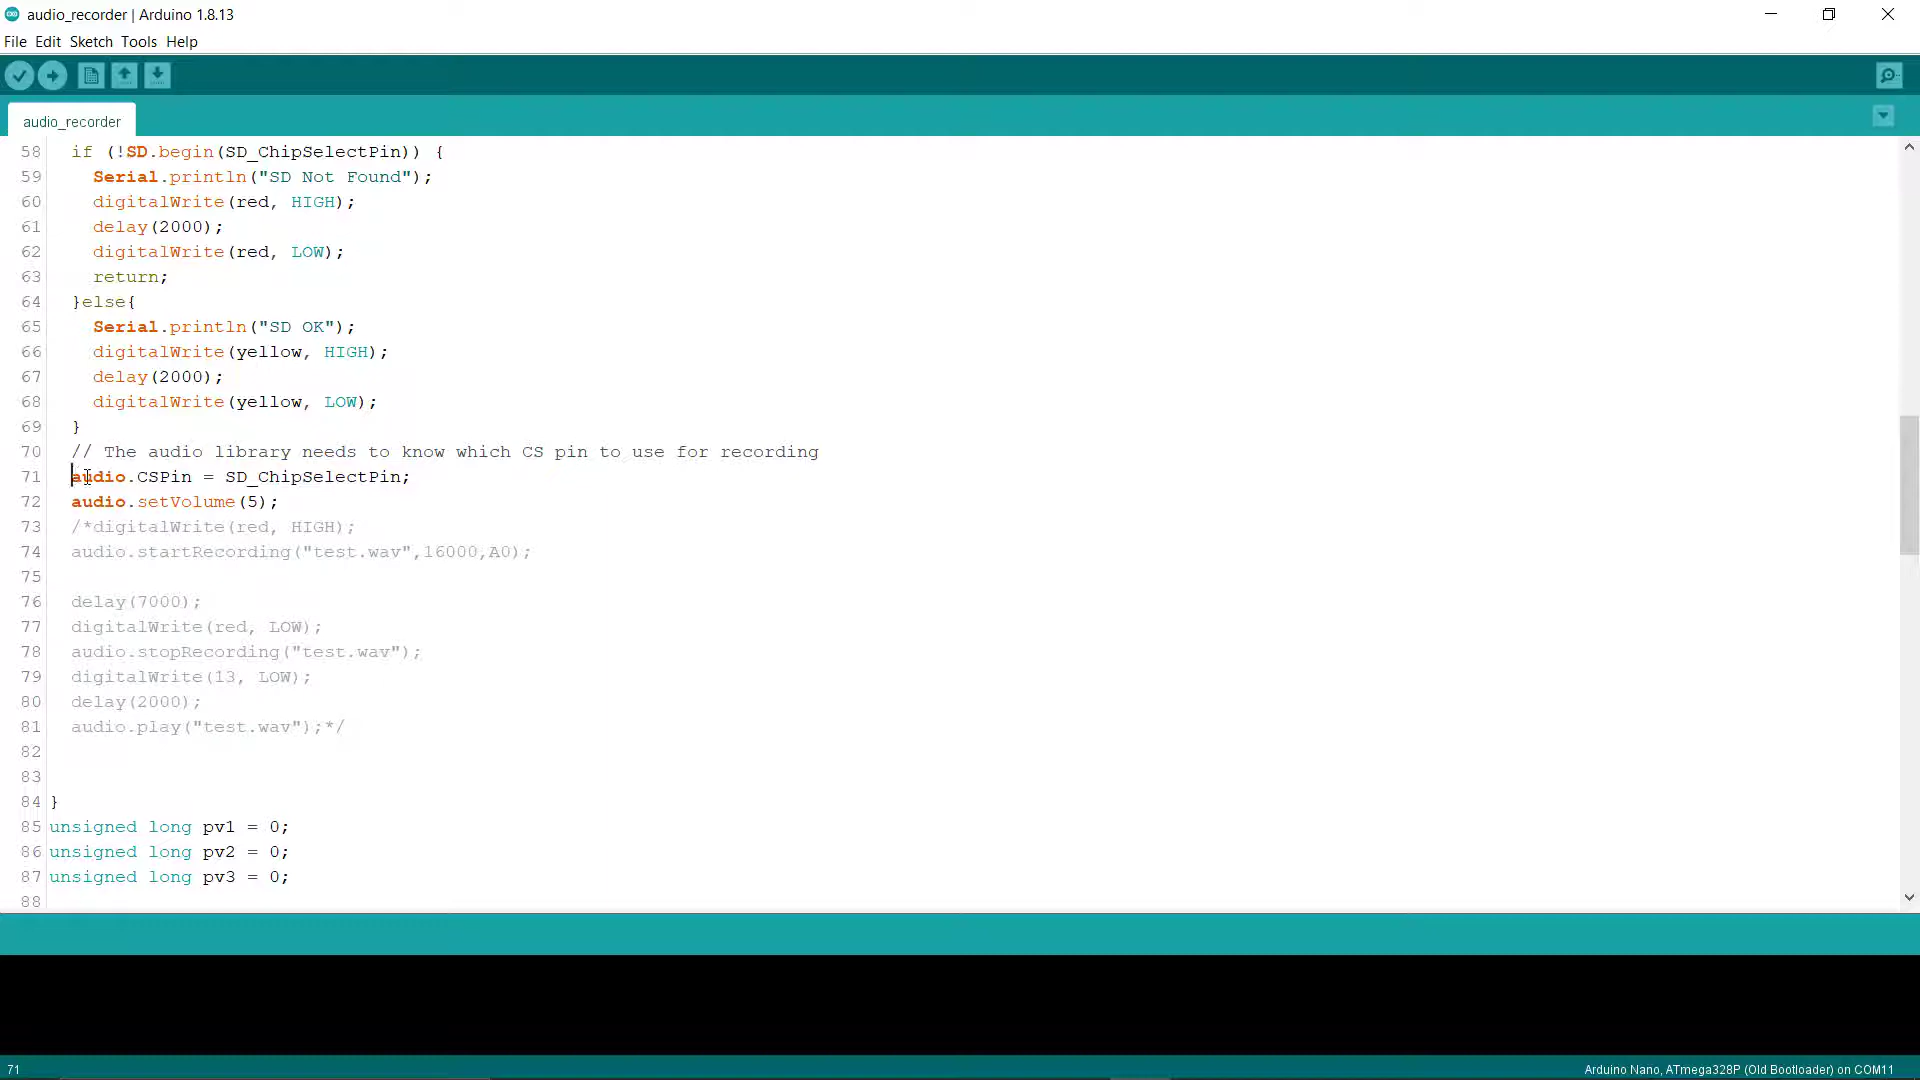 audio_recorder | Arduino 1.8.13
File Edit Sketch Tools Help
audio_recorder
58 if (!SD.begin(SD_ChipSelectPin)) {
59 Serial.println("SD Not Found");
60 digitalWrite(red, HIGH);
61 delay(2000);
62 digitalWrite(red, LOW);
63 return;
64 }else{
65 Serial.println("SD OK");
66 digitalWrite(yellow, HIGH);
67 delay(2000);
68 digitalWrite(yellow, LOW);
69 }
70 // The audio library needs to know which CS pin to use for recording
71 audio.CSPin = SD_ChipSelectPin;
72 audio.setVolume(5);
73 /*digitalWrite(red, HIGH);
74 audio.startRecording("test.wav",16000,A0);
75
76 delay(7000);
77 digitalWrite(red, LOW);
78 audio.stopRecording("test.wav");
79 digitalWrite(13, LOW);
80 delay(2000);
81 audio.play("test.wav");*/
82
83
84 }
85 unsigned long pv1 = 0;
86 unsigned long pv2 = 0;
87 unsigned long pv3 = 0;
88
71 Arduino Nano, ATmega328P (Old Bootloader) on COM11